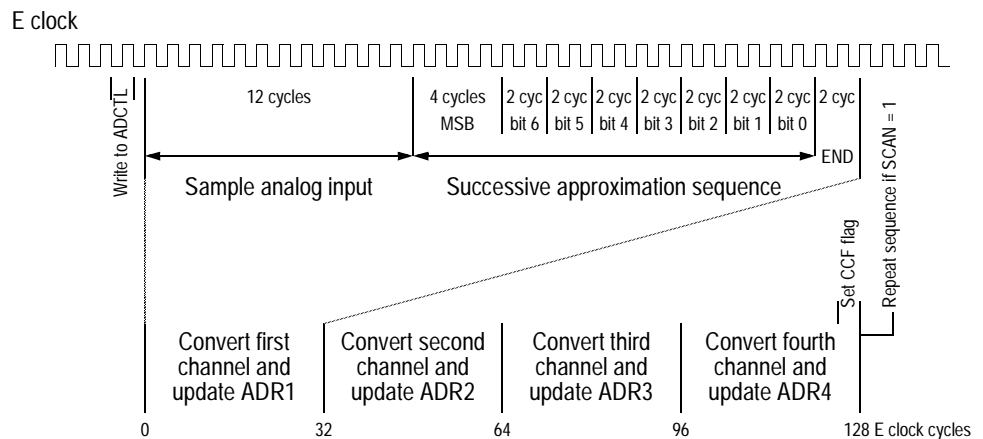 E clock
Write to ADCTL
12 cycles
4 cycles
MSB
2 cyc
bit 6
2 cyc
bit 5
2 cyc
bit 4
2 cyc
bit 3
2 cyc
bit 2
2 cyc
bit 1
2 cyc
bit 0
2 cyc
END
Sample analog input
Successive approximation sequence
Set CCF flag
Repeat sequence if SCAN = 1
Convert first
channel and
update ADR1
Convert second
channel and
update ADR2
Convert third
channel and
update ADR3
Convert fourth
channel and
update ADR4
0
32
64
96
128 E clock cycles